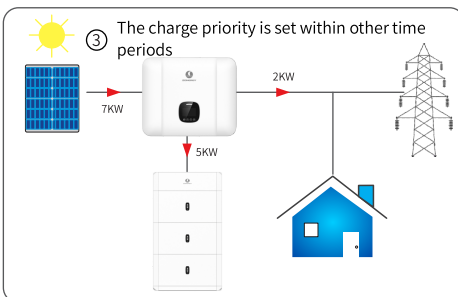 ③ The charge priority is set within other time
periods
2KW
7KW
5KW